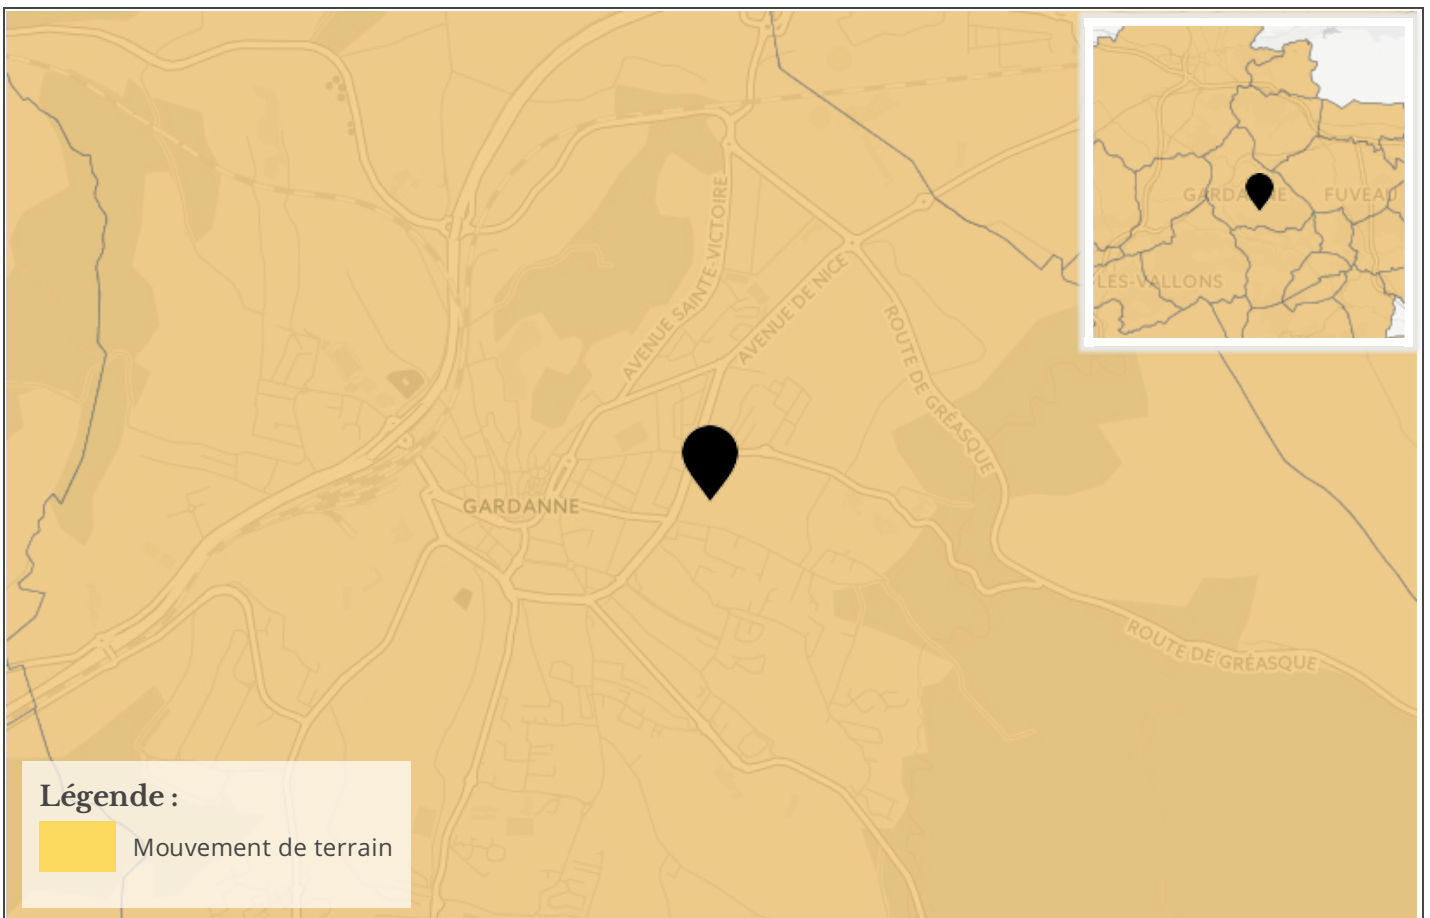 AVENUE SAINTE-VICTOIRE
AVENUE DE NICE
ROUTE DE GRÉASQUE
GARDANNE
ROUTE DE GRÉASQUE
GARDANNE
FUVEAU
LES-VALLONS
Légende :
Mouvement de terrain